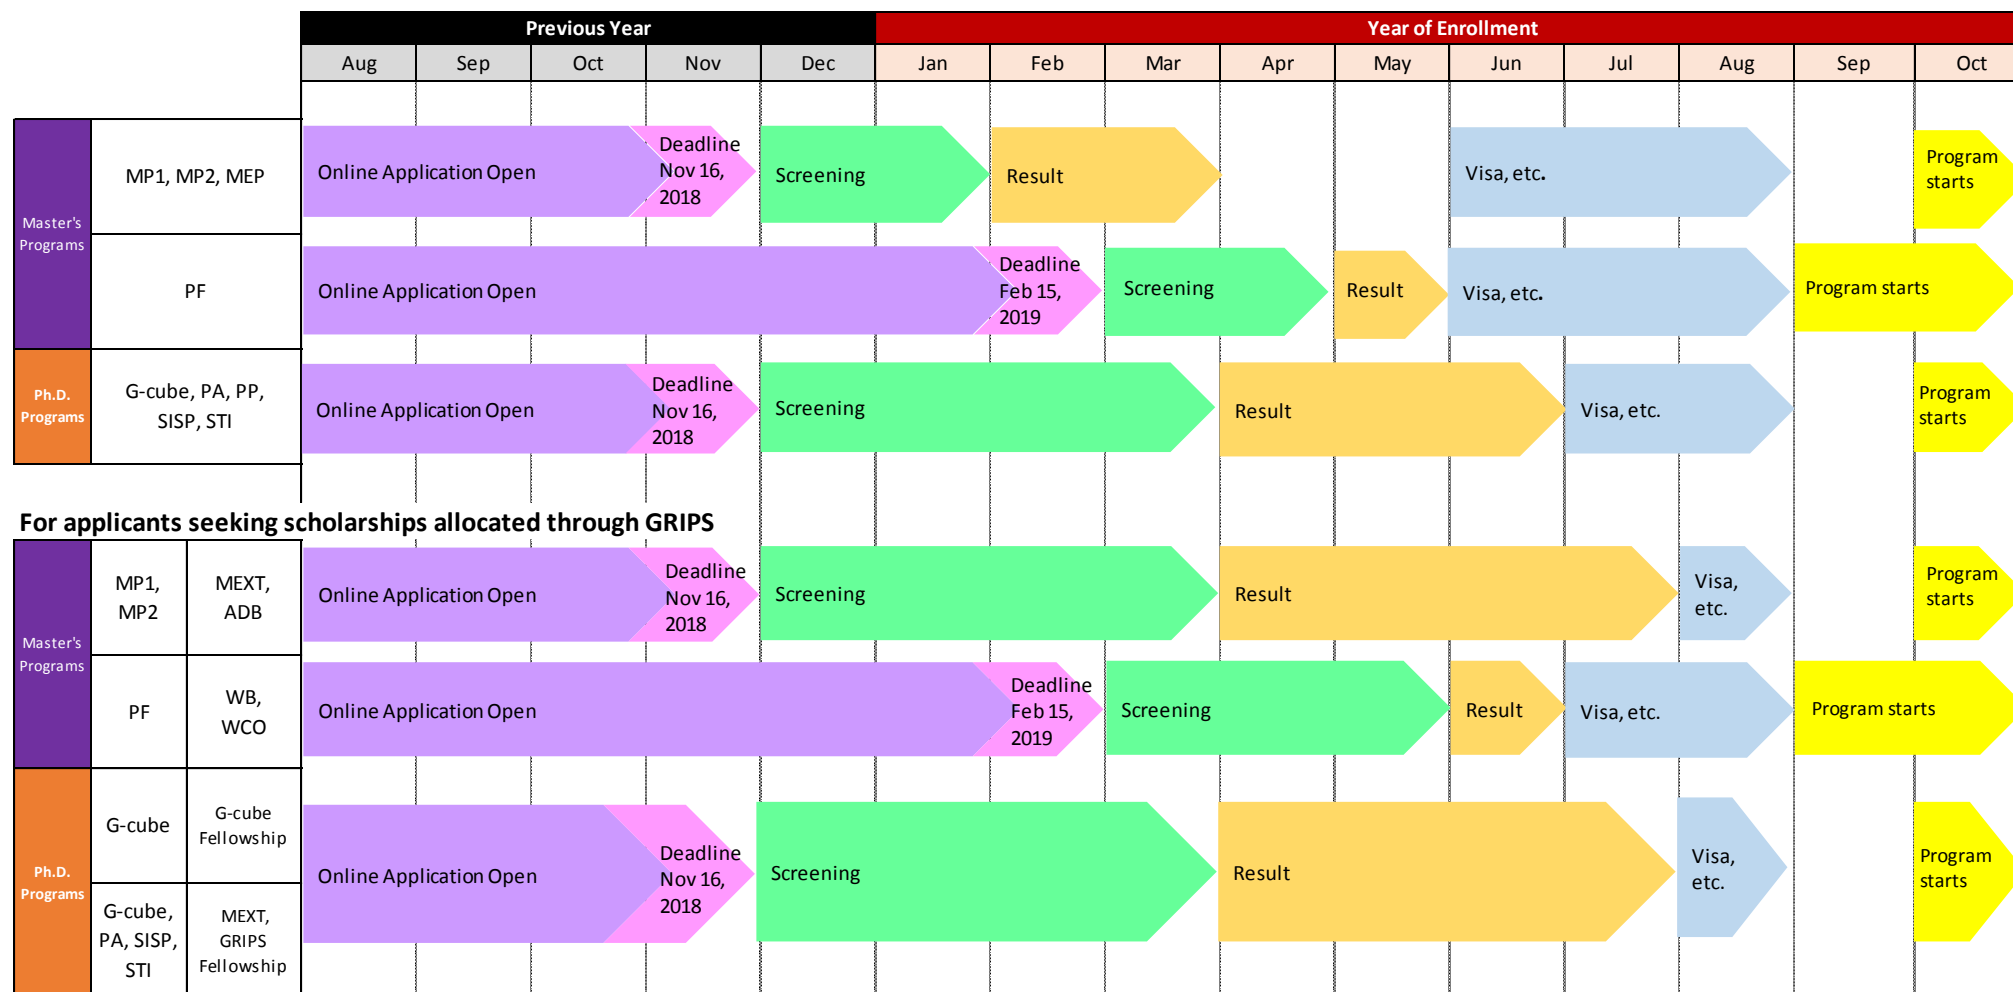 Previous Year
Year of Enrollment
Aug Sep Oct Nov Dec Jan Feb Mar Apr May Jun Jul Aug Sep Oct
Master's
Programs
MP1, MP2, MEP
Online Application Open
Deadline
Nov 16,
2018
Screening
Result
Visa, etc.
Program
starts
PF
Online Application Open
Deadline
Feb 15,
2019
Screening
Result
Visa, etc.
Program starts
Ph.D.
Programs
G-cube, PA, PP,
SISP, STI
Online Application Open
Deadline
Nov 16,
2018
Screening
Result
Visa, etc.
Program
starts
For applicants seeking scholarships allocated through GRIPS
Master's
Programs
MP1,
MP2
MEXT,
ADB
Online Application Open
Deadline
Nov 16,
2018
Screening
Result
Visa,
etc.
Program
starts
PF
WB,
WCO
Online Application Open
Deadline
Feb 15,
2019
Screening
Result
Visa, etc.
Program starts
Ph.D.
Programs
G-cube
G-cube
Fellowship
G-cube,
PA, SISP,
STI
MEXT,
GRIPS
Fellowship
Online Application Open
Deadline
Nov 16,
2018
Screening
Result
Visa,
etc.
Program
starts